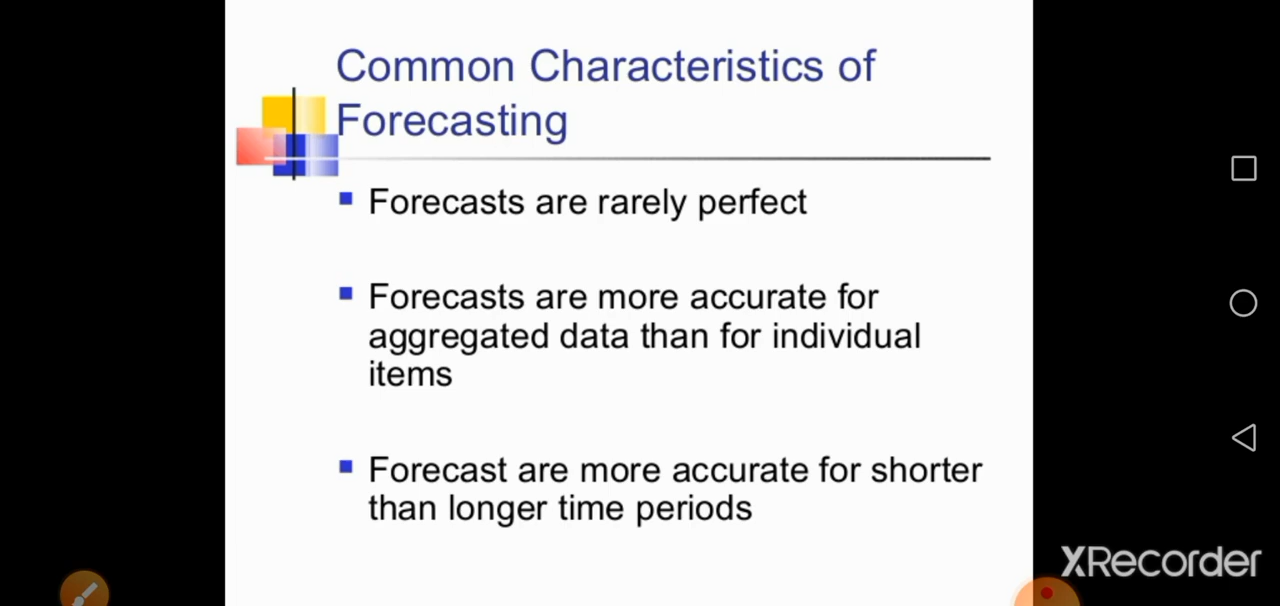 Common Characteristics of
Forecasting
Forecasts are rarely perfect
Forecasts are more accurate for
aggregated data than for individual
items
Forecast are more accurate for shorter
than longer time periods
XRecorder